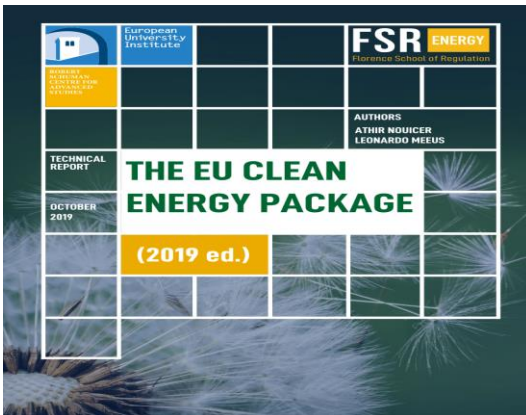 European
University
Institute
FSR ENERGY
Florence School of Regulation
ROBERT
SCHUMAN
CENTRE FOR
ADVANCED
STUDIES
AUTHORS
ATHIR NOUICER
LEONARDO MEEUS
TECHNICAL
REPORT
THE EU CLEAN
ENERGY PACKAGE
OCTOBER
2019
(2019 ed.)